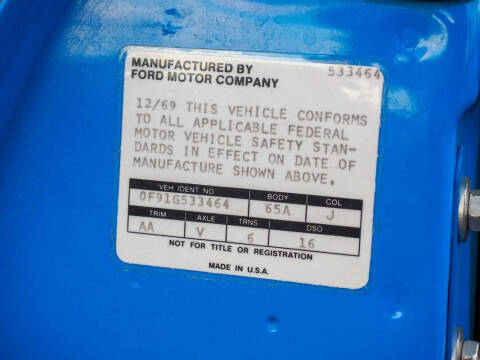 MANUFACTURED BY 533464
FORD MOTOR COMPANY
12/69 THIS VEHICLE CONFORMS
TO ALL APPLICABLE FEDERAL
MOTOR VEHICLE SAFETY STAN-
DARDS IN EFFECT ON DATE OF
MANUFACTURE SHOWN ABOVE.
VEH IDENT NO BODY COL
0F91G533464 65A J
TRIM AXLE TRNS DSO
AA V 6 16
NOT FOR TITLE OR REGISTRATION
MADE IN U.S.A.